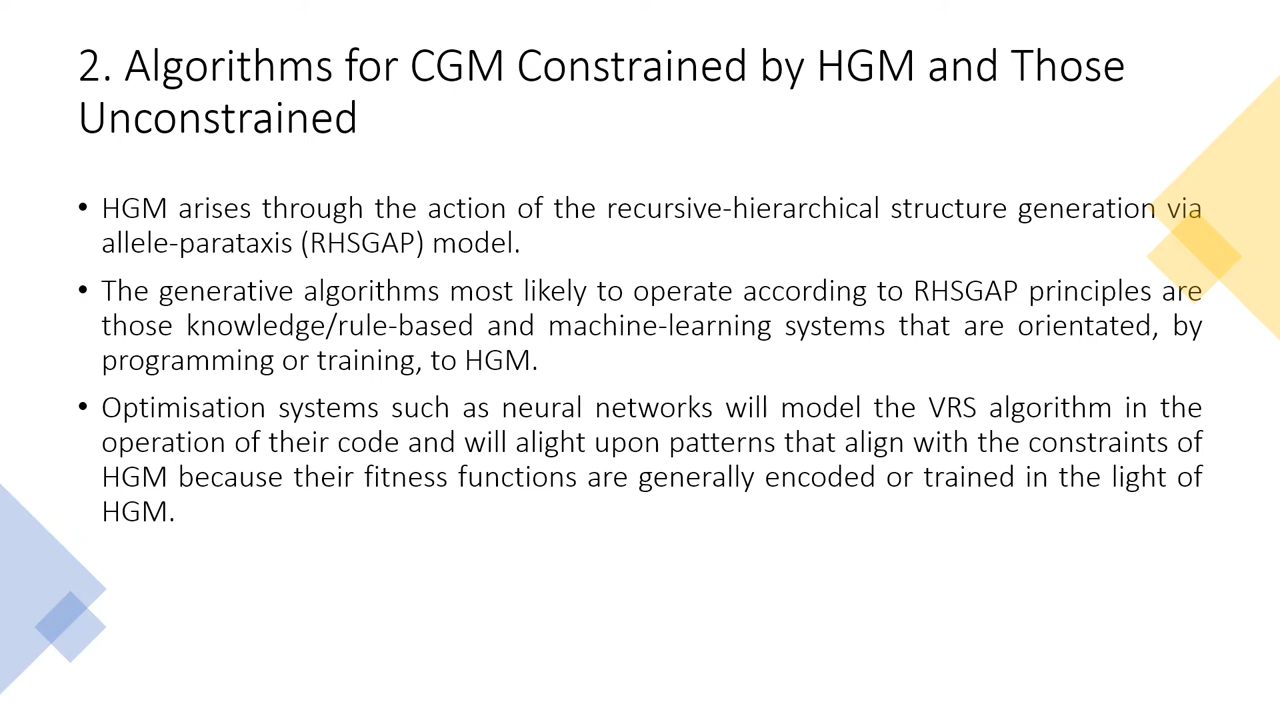 2. Algorithms for CGM Constrained by HGM and Those
Unconstrained
• HGM arises through the action of the recursive-hierarchical structure generation via
allele-parataxis (RHSGAP) model.
• The generative algorithms most likely to operate according to RHSGAP principles are
those knowledge/rule-based and machine-learning systems that are orientated, by
programming or training, to HGM.
• Optimisation systems such as neural networks will model the VRS algorithm in the
operation of their code and will alight upon patterns that align with the constraints of
HGM because their fitness functions are generally encoded or trained in the light of
HGM.